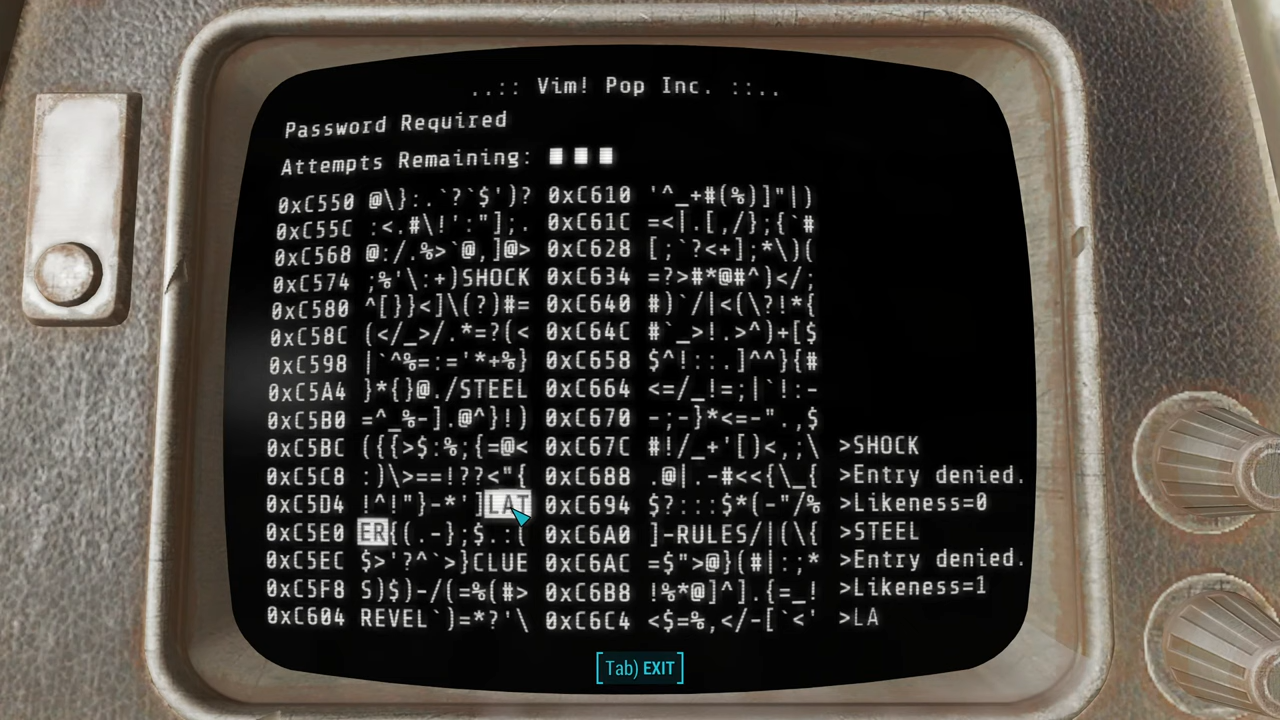 ..:: Vim! Pop Inc. ::..
Password Required
Attempts Remaining: ■ ■ ■
0xC550 @\}:.`?`$')? 0xC610 '^_+#(%)]"|)
0xC55C :<.#\!':"];. 0xC61C =<|.[,/};{`#
0xC568 @:/.%>`@,]@> 0xC628 [;`?<+];*\)(
0xC574 ;%'\:+)SHOCK 0xC634 =?>#*@#^)</;
0xC580 ^[}}<]\(?)#= 0xC640 #)`/|<(\?!*{
0xC58C (</_>/.*=?(< 0xC64C #`_>!.>^)+[$
0xC598 |`^%=:='*+%} 0xC658 $^!::.]^^}{#
0xC5A4 }*{}@./STEEL 0xC664 <=/_!=;|`!:-
0xC5B0 =^_%-].@^}!) 0xC670 -;-}*<=-".,$
0xC5BC ({{>$:%;{=@< 0xC67C #!/_+'[)<,;\ >SHOCK
0xC5C8 :)\>==!??<"{ 0xC688 .@|.-#<<{\_{ >Entry denied.
0xC5D4 !^!"}-*']LAT 0xC694 $?:::$*(-"/% >Likeness=0
0xC5E0 ER{(.-};$.:( 0xC6A0 ]-RULES/|(\{ >STEEL
0xC5EC $>'?^`>}CLUE 0xC6AC =$">@}(#|:;* >Entry denied.
0xC5F8 S)$)-/(=%(#> 0xC6B8 !%*@]^].{=_! >Likeness=1
0xC604 REVEL`)=*?'\ 0xC6C4 <$=%,</-[`<' >LA
Tab) EXIT